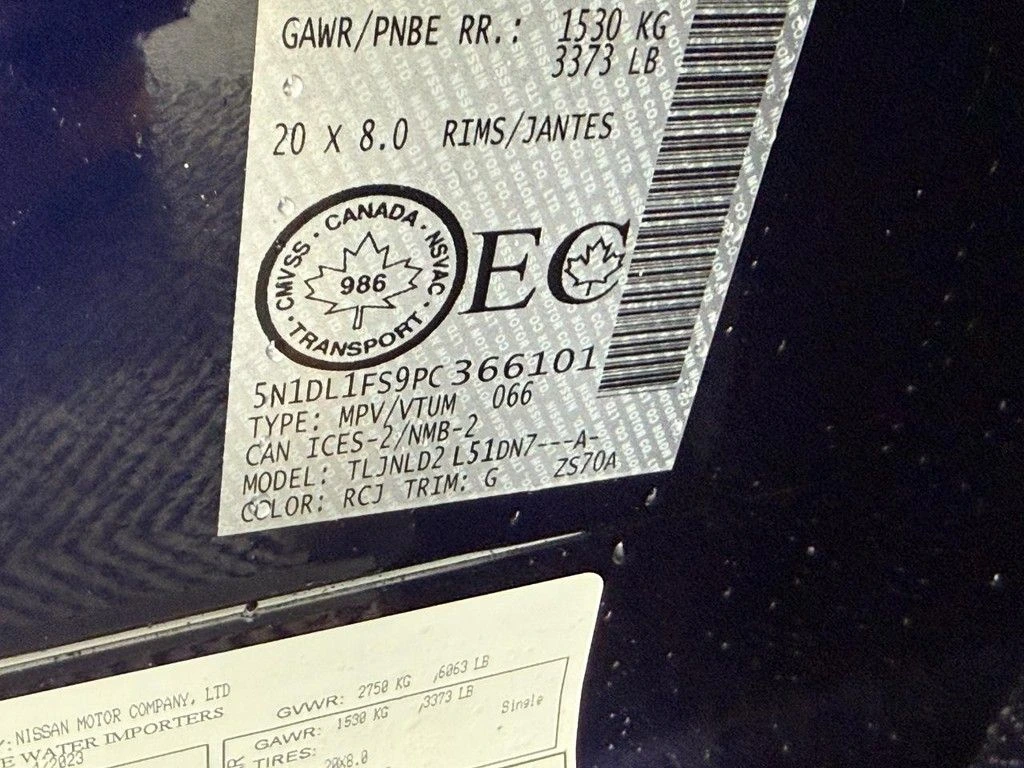 GAWR/PNBE RR.: 1530 KG
3373 LB
20 X 8.0 RIMS/JANTES
CMVSS · CANADA · NSVAC · TRANSPORT ·
986
EC
5N1DL1FS9PC366101
TYPE: MPV/VTUM 066
CAN ICES-2/NMB-2
MODEL: TLJNLD2 L51DN7---A-
COLOR: RCJ TRIM: G ZS70A
Y: NISSAN MOTOR COMPANY, LTD
E WATER IMPORTERS
/2023
GVWR: 2750 KG ,6063 LB
GAWR: 1530 KG ,3373 LB
TIRES: Single
20x8.0